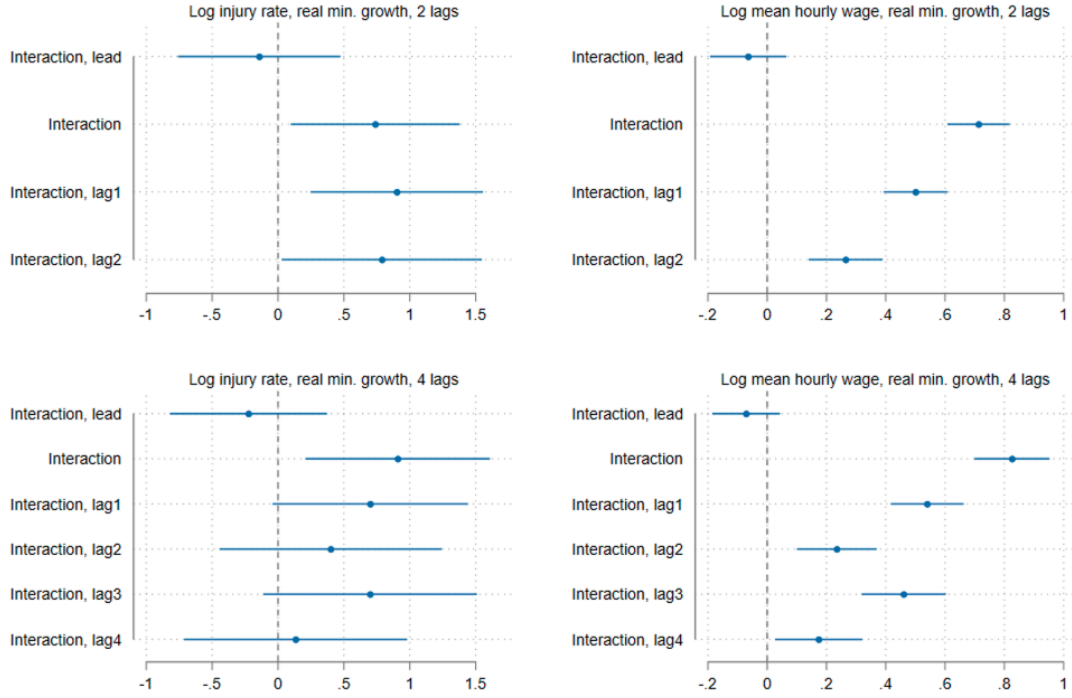 Log injury rate, real min. growth, 2 lags
Interaction, lead
Interaction
Interaction, lag1
Interaction, lag2
-1 -.5 0 .5 1 1.5
Log mean hourly wage, real min. growth, 2 lags
Interaction, lead
Interaction
Interaction, lag1
Interaction, lag2
-.2 0 .2 .4 .6 .8 1
Log injury rate, real min. growth, 4 lags
Interaction, lead
Interaction
Interaction, lag1
Interaction, lag2
Interaction, lag3
Interaction, lag4
-1 -.5 0 .5 1 1.5
Log mean hourly wage, real min. growth, 4 lags
Interaction, lead
Interaction
Interaction, lag1
Interaction, lag2
Interaction, lag3
Interaction, lag4
-.2 0 .2 .4 .6 .8 1